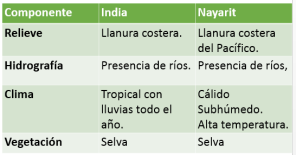 Componente India Nayarit
Relieve Llanura costera. Llanura costera
del Pacífico.
Hidrografía Presencia de ríos. Presencia de ríos,
Clima Tropical con Cálido
lluvias todo el Subhúmedo.
año. Alta temperatura.
Vegetación Selva Selva